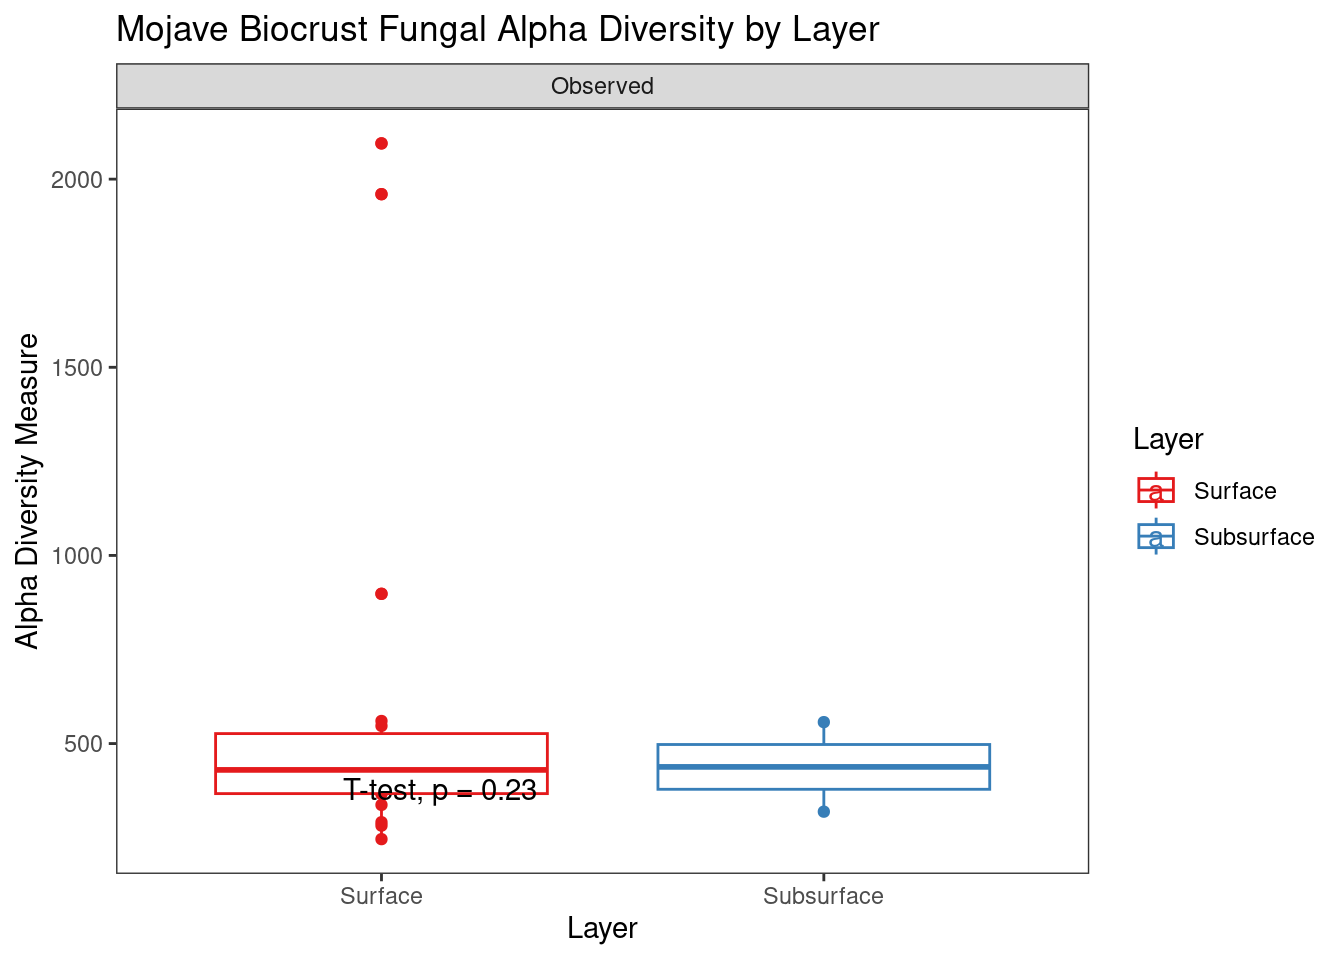 Mojave Biocrust Fungal Alpha Diversity by Layer
Observed
2000
1500
1000
500
Alpha Diversity Measure
T-test, p = 0.23
Surface
Subsurface
Layer
Layer
a Surface
a Subsurface